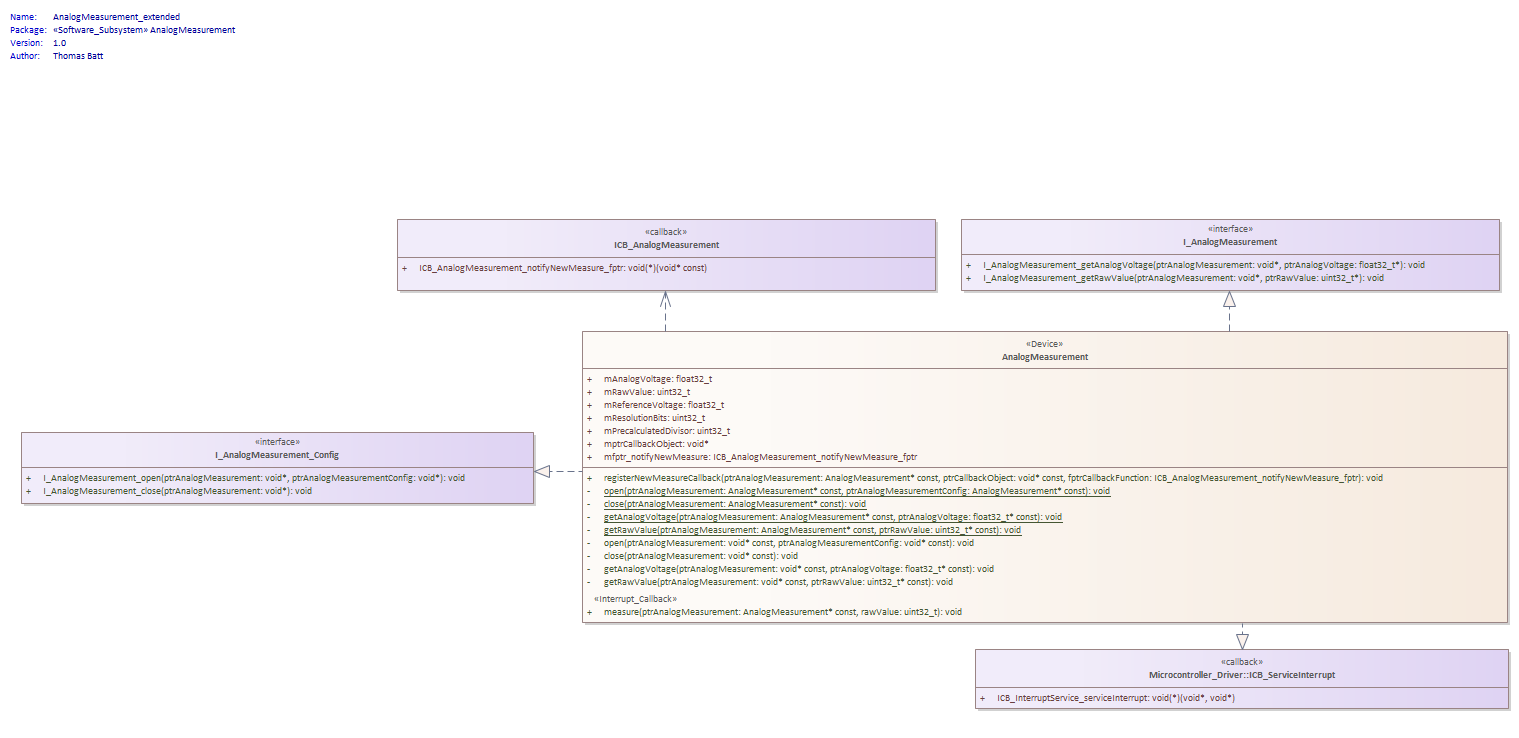 Name: AnalogMeasurement_extended
Package: «Software_Subsystem» AnalogMeasurement
Version: 1.0
Author: Thomas Batt
«callback»
ICB_AnalogMeasurement
+ ICB_AnalogMeasurement_notifyNewMeasure_fptr: void(*)(void* const)
«interface»
I_AnalogMeasurement
+ I_AnalogMeasurement_getAnalogVoltage(ptrAnalogMeasurement: void*, ptrAnalogVoltage: float32_t*): void
+ I_AnalogMeasurement_getRawValue(ptrAnalogMeasurement: void*, ptrRawValue: uint32_t*): void
«interface»
I_AnalogMeasurement_Config
+ I_AnalogMeasurement_open(ptrAnalogMeasurement: void*, ptrAnalogMeasurementConfig: void*): void
+ I_AnalogMeasurement_close(ptrAnalogMeasurement: void*): void
«Device»
AnalogMeasurement
+ mAnalogVoltage: float32_t
+ mRawValue: uint32_t
+ mReferenceVoltage: float32_t
+ mResolutionBits: uint32_t
+ mPrecalculatedDivisor: uint32_t
+ mptrCallbackObject: void*
+ mfptr_notifyNewMeasure: ICB_AnalogMeasurement_notifyNewMeasure_fptr
+ registerNewMeasureCallback(ptrAnalogMeasurement: AnalogMeasurement* const, ptrCallbackObject: void* const, fptrCallbackFunction: ICB_AnalogMeasurement_notifyNewMeasure_fptr): void
- open(ptrAnalogMeasurement: AnalogMeasurement* const, ptrAnalogMeasurementConfig: AnalogMeasurement* const): void
- close(ptrAnalogMeasurement: AnalogMeasurement* const): void
- getAnalogVoltage(ptrAnalogMeasurement: AnalogMeasurement* const, ptrAnalogVoltage: float32_t* const): void
- getRawValue(ptrAnalogMeasurement: AnalogMeasurement* const, ptrRawValue: uint32_t* const): void
- open(ptrAnalogMeasurement: void* const, ptrAnalogMeasurementConfig: void* const): void
- close(ptrAnalogMeasurement: void* const): void
- getAnalogVoltage(ptrAnalogMeasurement: void* const, ptrAnalogVoltage: float32_t* const): void
- getRawValue(ptrAnalogMeasurement: void* const, ptrRawValue: uint32_t* const): void
«Interrupt_Callback»
+ measure(ptrAnalogMeasurement: AnalogMeasurement* const, rawValue: uint32_t): void
«callback»
Microcontroller_Driver::ICB_ServiceInterrupt
+ ICB_InterruptService_serviceInterrupt: void(*)(void*, void*)